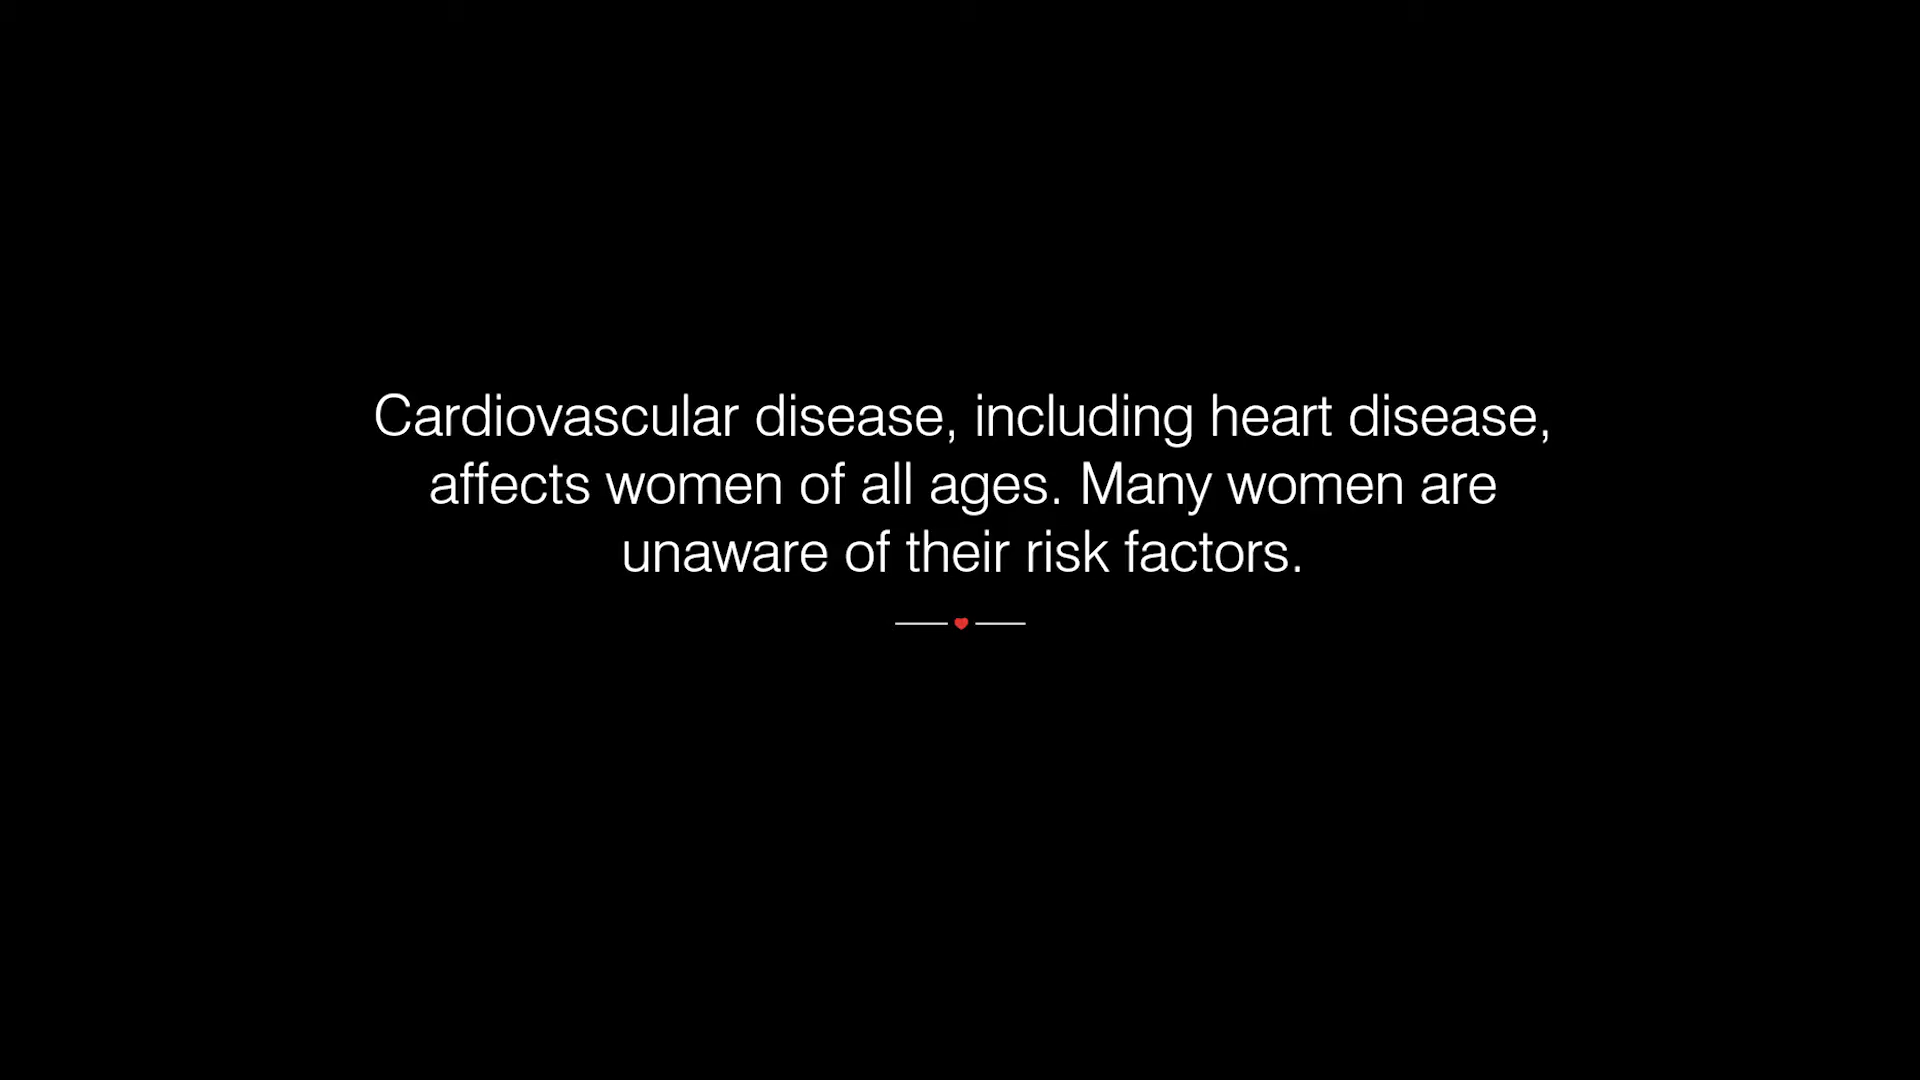 Cardiovascular disease, including heart disease,
affects women of all ages. Many women are
unaware of their risk factors.